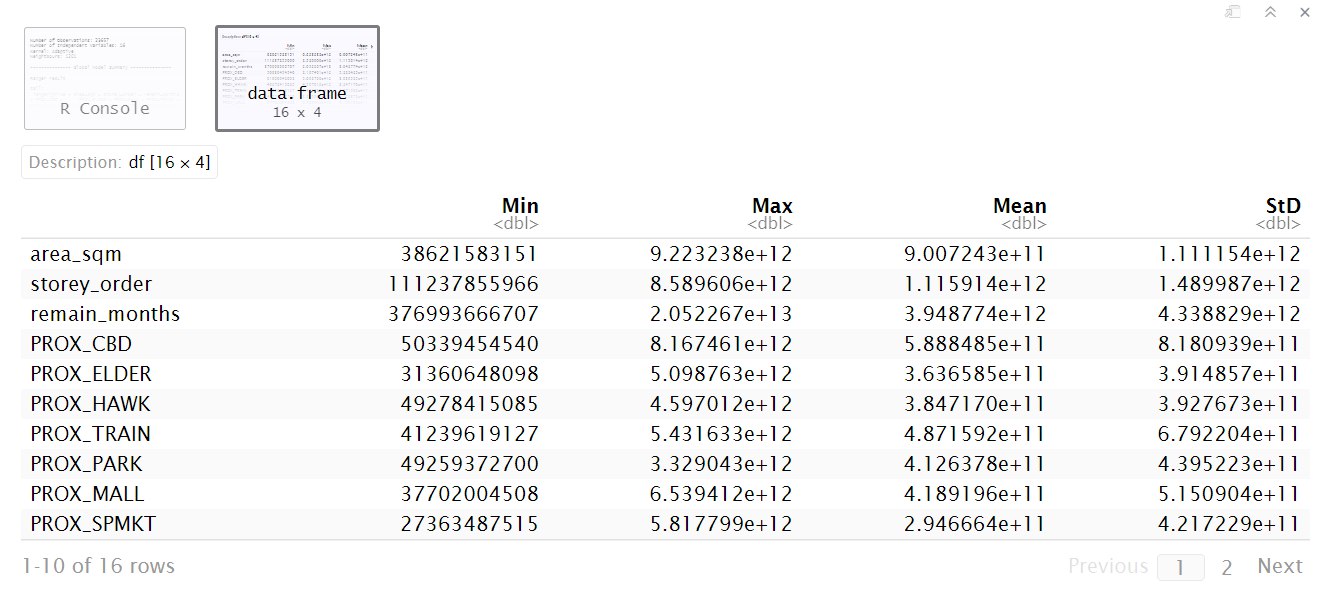 R Console
data.frame
16 x 4
Description: df [16 × 4]
Min Max Mean StD
<dbl> <dbl> <dbl> <dbl>
area_sqm 38621583151 9.223238e+12 9.007243e+11 1.111154e+12
storey_order 111237855966 8.589606e+12 1.115914e+12 1.489987e+12
remain_months 376993666707 2.052267e+13 3.948774e+12 4.338829e+12
PROX_CBD 50339454540 8.167461e+12 5.888485e+11 8.180939e+11
PROX_ELDER 31360648098 5.098763e+12 3.636585e+11 3.914857e+11
PROX_HAWK 49278415085 4.597012e+12 3.847170e+11 3.927673e+11
PROX_TRAIN 41239619127 5.431633e+12 4.871592e+11 6.792204e+11
PROX_PARK 49259372700 3.329043e+12 4.126378e+11 4.395223e+11
PROX_MALL 37702004508 6.539412e+12 4.189196e+11 5.150904e+11
PROX_SPMKT 27363487515 5.817799e+12 2.946664e+11 4.217229e+11
1-10 of 16 rows
Previous 1 2 Next